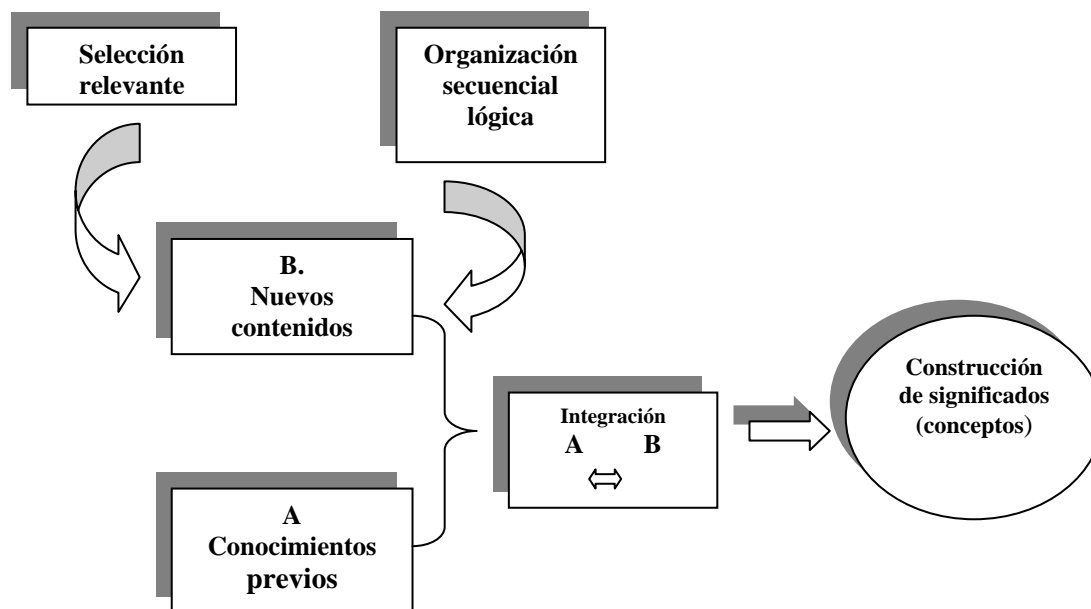 Selección
relevante
Organización
secuencial
lógica
B.
Nuevos
contenidos
Integración
A B
Construcción
de significados
(conceptos)
A
Conocimientos
previos